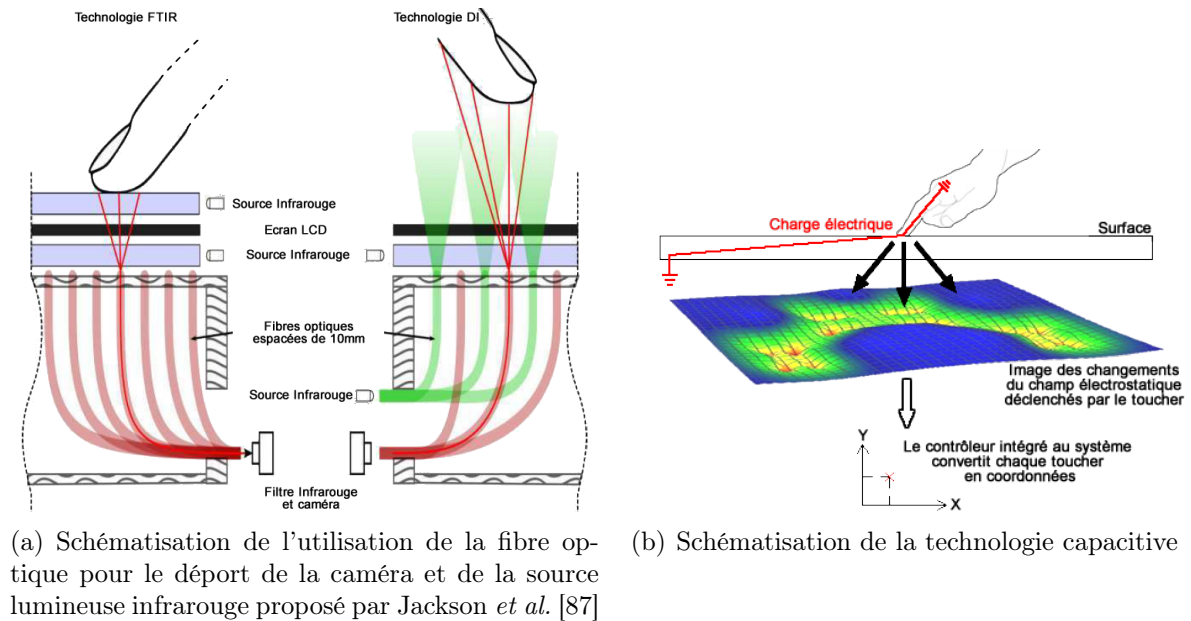 Technologie FTIR
Technologie DI
Source Infrarouge
Ecran LCD
Source Infrarouge
Fibres optiques
espacées de 10mm
Source Infrarouge
Filtre Infrarouge
et caméra
Charge électrique
Surface
Image des changements
du champ électrostatique
déclenchés par le toucher
Le contrôleur intégré au système
convertit chaque toucher
en coordonnées
Y
X
(a) Schématisation de l'utilisation de la fibre op-
tique pour le déport de la caméra et de la source
lumineuse infrarouge proposé par Jackson et al. [87]
(b) Schématisation de la technologie capacitive